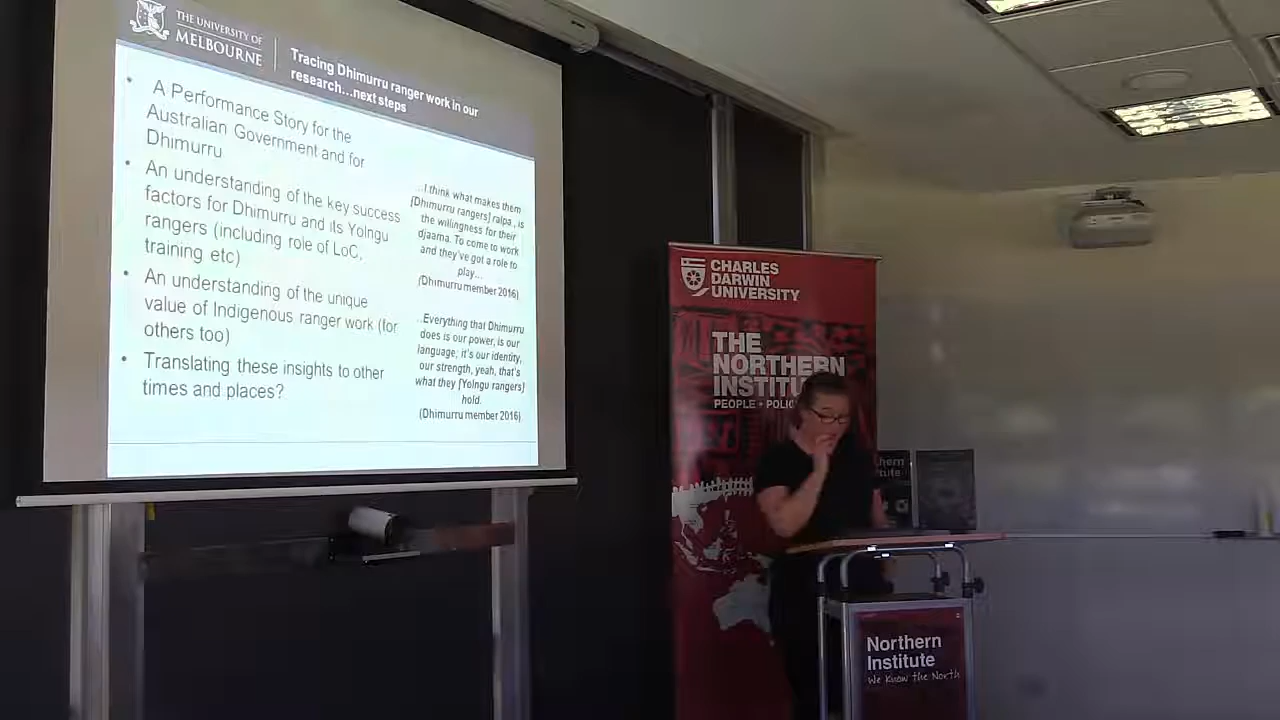 THE UNIVERSITY OF
MELBOURNE
Tracing Dhimurru ranger work in our
research...next steps
• A Performance Story for the
Australian Government and for
Dhimurru
• An understanding of the key success
factors for Dhimurru and its Yolngu
rangers (including role of LoC,
training etc)
• An understanding of the unique
value of Indigenous ranger work (for
others too)
• Translating these insights to other
times and places?
...I think what makes them
[Dhimurru rangers] ralpa, is
the willingness for their
djaama. To come to work
and they've got a role to
play...
(Dhimurru member 2016)
..Everything that Dhimurru
does is our power, is our
language, it's our identity,
our strength, yeah, that's
what they [Yolngu rangers]
hold.
(Dhimurru member 2016)
CHARLES
DARWIN
UNIVERSITY
THE
NORTHERN
INSTITU
PEOPLE • POLIC
hern
itute
Northern
Institute
We Know the North